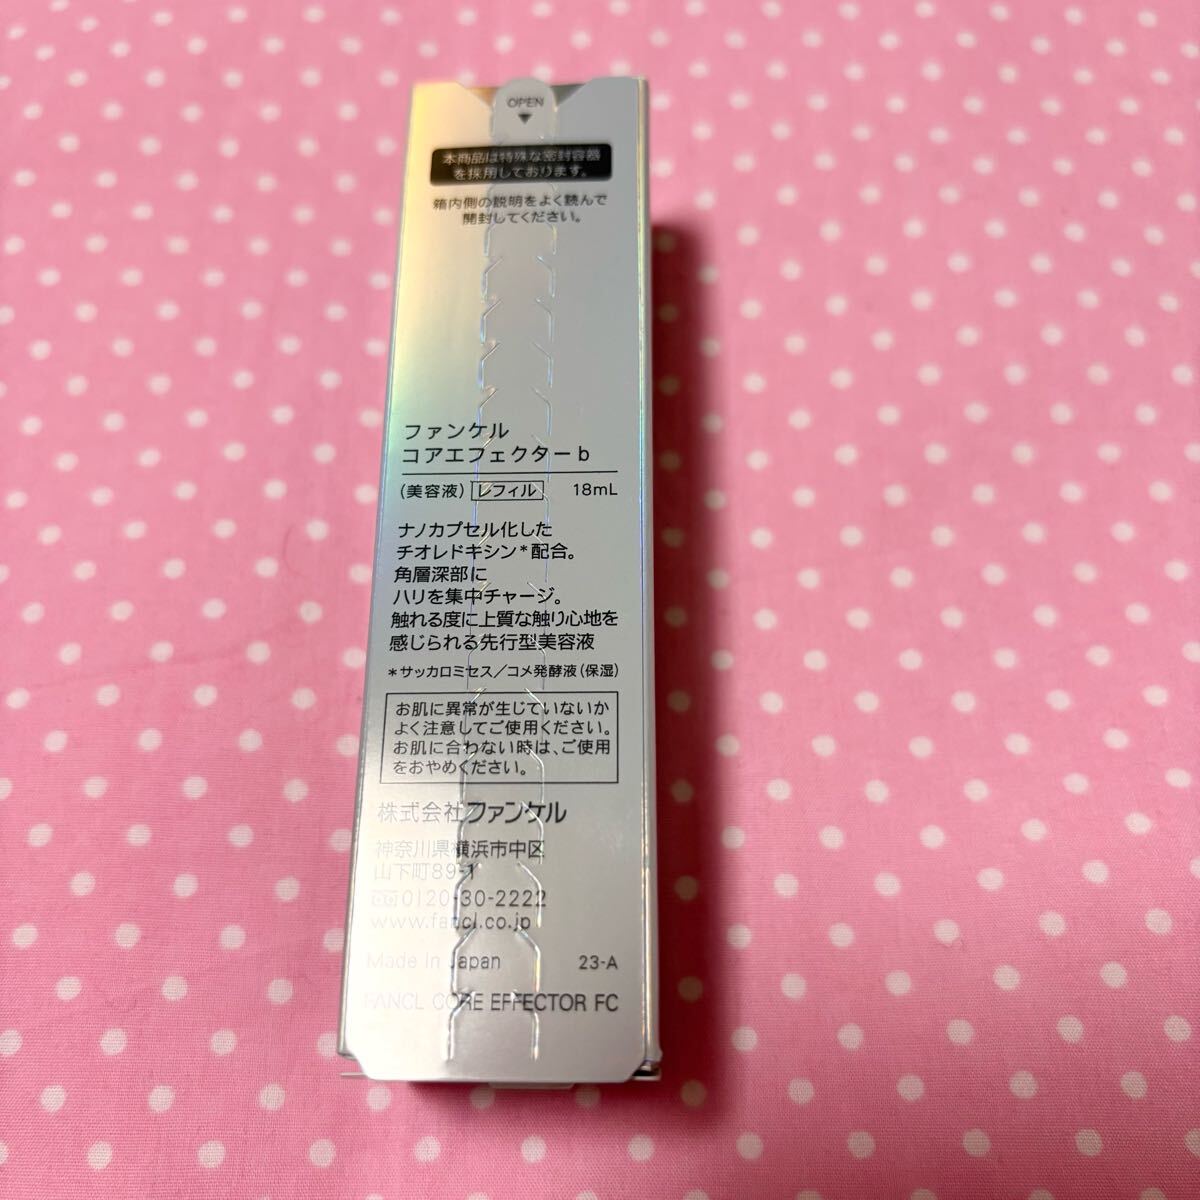 OPEN
▼
本商品は特殊な密封容器
を採用しております。
箱内側の説明をよく読んで
開封してください。
ファンケル
コアエフェクターb
(美容液) レフィル 18mL
ナノカプセル化した
チオレドキシン*配合。
角層深部に
ハリを集中チャージ。
触れる度に上質な触り心地を
感じられる先行型美容液
*サッカロミセス/コメ発酵液(保湿)
お肌に異常が生じていないか
よく注意してご使用ください。
お肌に合わない時は、ご使用
をおやめください。
株式会社ファンケル
神奈川県横浜市中区
山下町89-1
0120-30-2222
www.fancl.co.jp
Made in Japan 23-A
FANCL CORE EFFECTOR FC